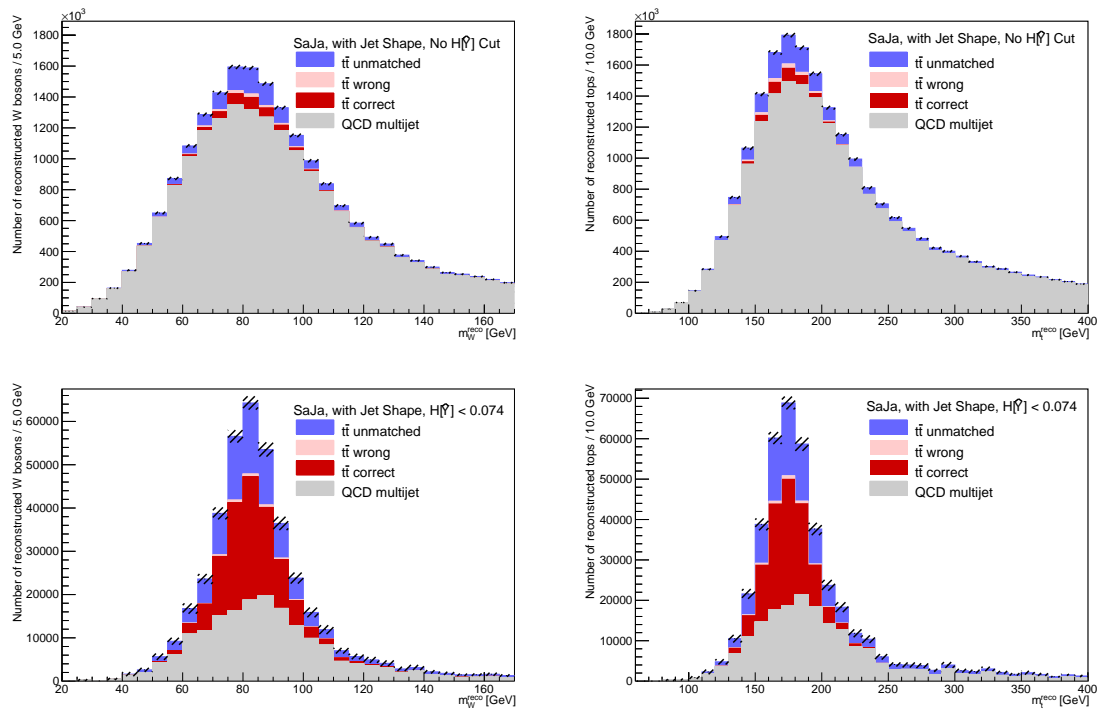 ×10³
Number of reconstructed W bosons / 5.0 GeV
SaJa, with Jet Shape, No H[Ŷ] Cut
tt̄ unmatched
tt̄ wrong
tt̄ correct
QCD multijet
1800
1600
1400
1200
1000
800
600
400
200
0
20 40 60 80 100 120 140 160
m_W^reco [GeV]
×10³
Number of reconstructed tops / 10.0 GeV
SaJa, with Jet Shape, No H[Ŷ] Cut
tt̄ unmatched
tt̄ wrong
tt̄ correct
QCD multijet
1800
1600
1400
1200
1000
800
600
400
200
0
100 150 200 250 300 350 400
m_t^reco [GeV]
Number of reconstructed W bosons / 5.0 GeV
SaJa, with Jet Shape, H[Ŷ] < 0.074
tt̄ unmatched
tt̄ wrong
tt̄ correct
QCD multijet
60000
50000
40000
30000
20000
10000
0
20 40 60 80 100 120 140 160
m_W^reco [GeV]
Number of reconstructed tops / 10.0 GeV
SaJa, with Jet Shape, H[Ŷ] < 0.074
tt̄ unmatched
tt̄ wrong
tt̄ correct
QCD multijet
70000
60000
50000
40000
30000
20000
10000
0
100 150 200 250 300 350 400
m_t^reco [GeV]